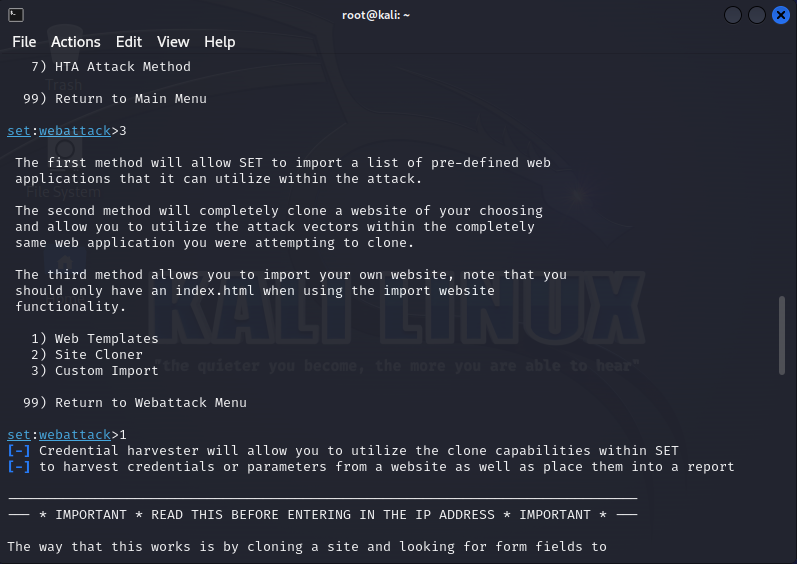 root@kali: ~
File Actions Edit View Help
7) HTA Attack Method
Trash
99) Return to Main Menu
set:webattack>3
The first method will allow SET to import a list of pre-defined web
applications that it can utilize within the attack.
File System
The second method will completely clone a website of your choosing
and allow you to utilize the attack vectors within the completely
same web application you were attempting to clone.
The third method allows you to import your own website, note that you
should only have an index.html when using the import website
functionality.
KALI LINUX
1) Web Templates
2) Site Cloner
3) Custom Import
"the quieter you become, the more you are able to hear"
99) Return to Webattack Menu
set:webattack>1
[-] Credential harvester will allow you to utilize the clone capabilities within SET
[-] to harvest credentials or parameters from a website as well as place them into a report
--- * IMPORTANT * READ THIS BEFORE ENTERING IN THE IP ADDRESS * IMPORTANT * ---
The way that this works is by cloning a site and looking for form fields to